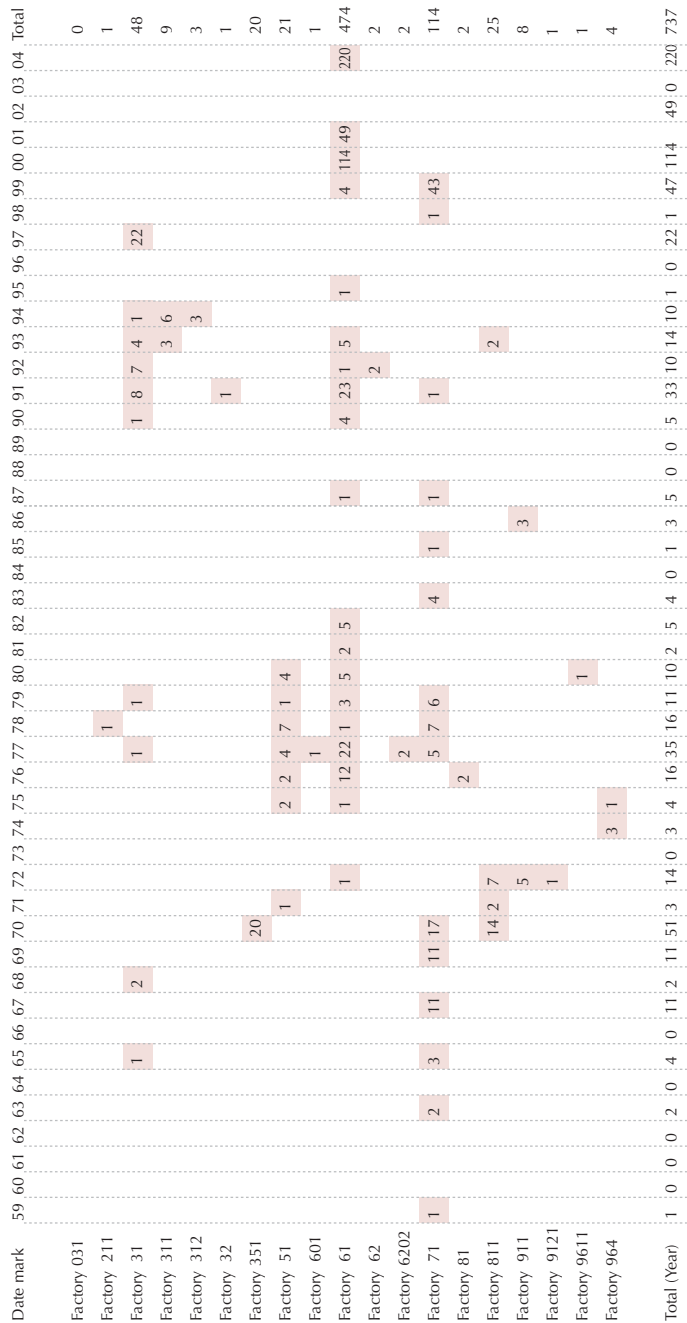 Date mark 59 60 61 62 63 64 65 66 67 68 69 70 71 72 73 74 75 76 77 78 79 80 81 82 83 84 85 86 87 88 89 90 91 92 93 94 95 96 97 98 99 00 01 02 03 04 Total
Factory 031 0
Factory 211 1 1
Factory 31 1 2 1 1 1 8 7 4 1 22 48
Factory 311 3 6 9
Factory 312 3 3
Factory 32 1 1
Factory 351 20 20
Factory 51 1 2 2 4 7 1 4 21
Factory 601 1 1
Factory 61 1 1 12 22 1 3 5 2 5 1 4 23 1 5 1 4 114 49 220 474
Factory 62 2 2
Factory 6202 2 2
Factory 71 1 2 3 11 11 17 5 7 6 4 1 1 1 1 43 114
Factory 81 2 2
Factory 811 14 2 7 2 25
Factory 911 5 3 8
Factory 9121 1 1
Factory 9611 1 1
Factory 964 3 1 4
Total (Year) 1 0 0 0 2 0 4 0 11 2 11 51 3 14 0 3 4 16 35 16 11 10 2 5 4 0 1 3 5 0 0 5 33 10 14 10 1 0 22 1 47 114 49 0 220 737